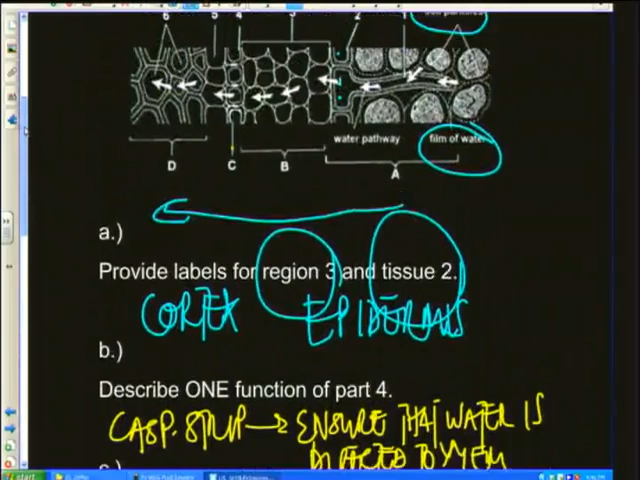 6 5 4 3 2 1
water pathway film of water
D C B A
a.)
Provide labels for region 3 and tissue 2.
CORTEX EPIDERMIS
b.)
Describe ONE function of part 4.
CASP. STRIP → ENSURE THAT WATER IS
DIRECTED TO XYLEM
start